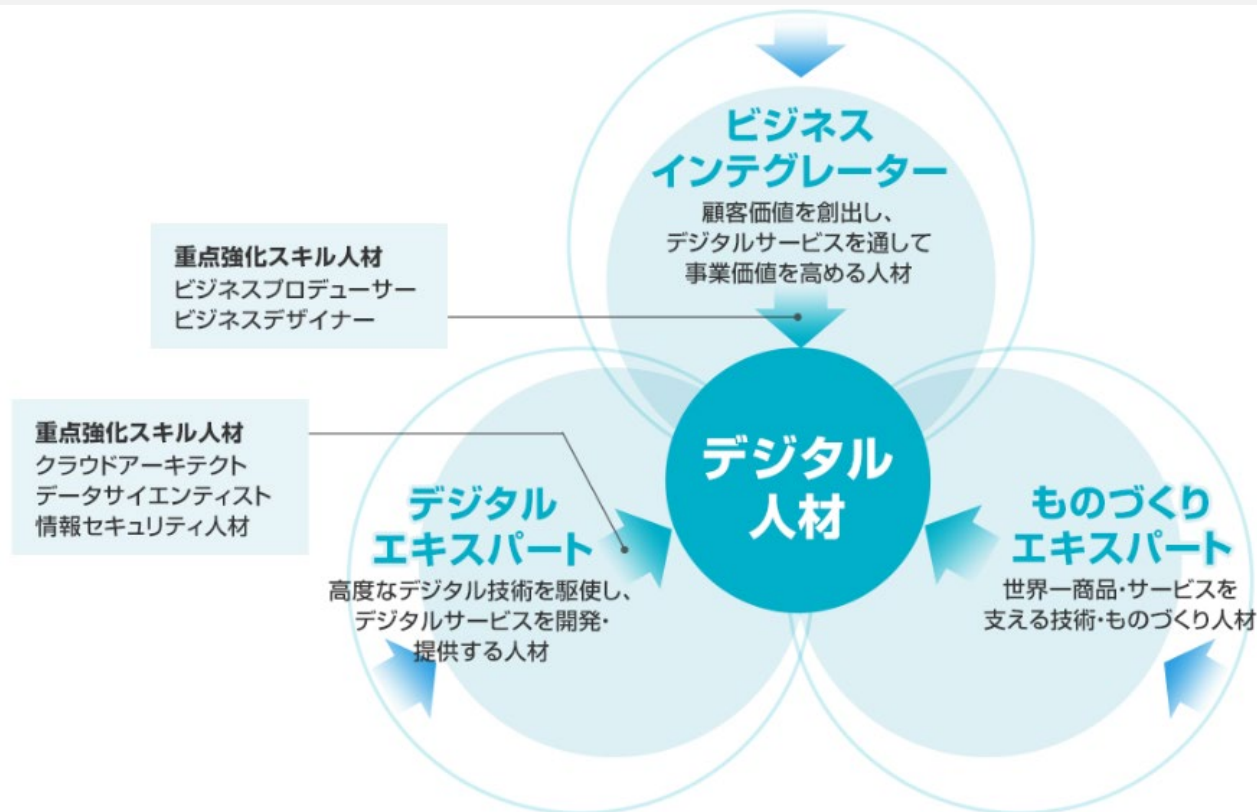 ビジネス
インテグレーター
顧客価値を創出し、
デジタルサービスを通して
事業価値を高める人材
重点強化スキル人材
ビジネスプロデューサー
ビジネスデザイナー
重点強化スキル人材
クラウドアーキテクト
データサイエンティスト
情報セキュリティ人材
デジタル
人材
デジタル
エキスパート
高度なデジタル技術を駆使し、
デジタルサービスを開発・
提供する人材
ものづくり
エキスパート
世界一商品・サービスを
支える技術・ものづくり人材